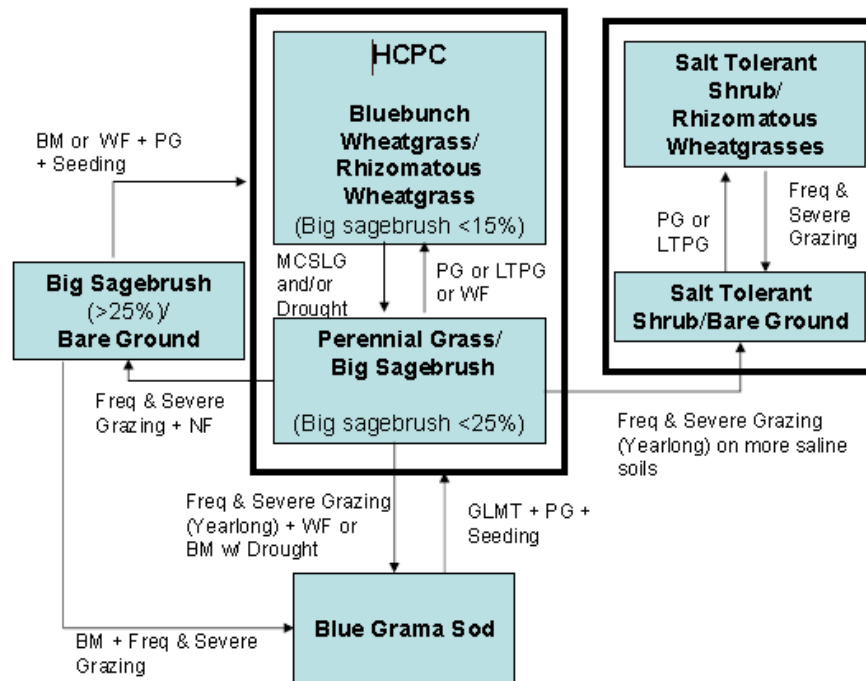 HCPC
Bluebunch
Wheatgrass/
Rhizomatous
Wheatgrass
(Big sagebrush <15%)
Salt Tolerant
Shrub/
Rhizomatous
Wheatgrasses
BM or WF + PG
+ Seeding
MCSLG
and/or
Drought
PG or LTPG
or WF
PG or
LTPG
Freq &
Severe
Grazing
Big Sagebrush
(>25%)/
Bare Ground
Perennial Grass/
Big Sagebrush
(Big sagebrush <25%)
Salt Tolerant
Shrub/Bare Ground
Freq & Severe
Grazing + NF
Freq & Severe Grazing
(Yearlong) on more saline
soils
Freq & Severe Grazing
(Yearlong) + WF or
BM w/ Drought
GLMT + PG +
Seeding
Blue Grama Sod
BM + Freq & Severe
Grazing